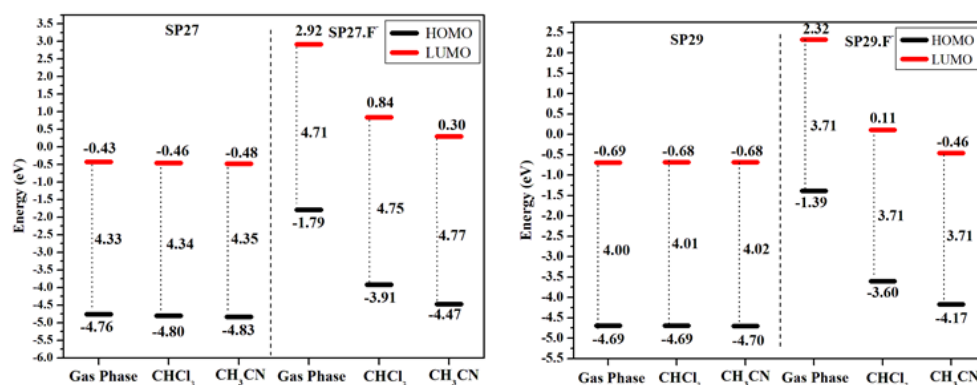 SP27
SP27.F⁻
HOMO
LUMO
Energy (eV)
3.5
3.0
2.5
2.0
1.5
1.0
0.5
0.0
-0.5
-1.0
-1.5
-2.0
-2.5
-3.0
-3.5
-4.0
-4.5
-5.0
-5.5
-6.0
2.92
0.84
0.30
-0.43 -0.46 -0.48
4.71
-1.79
4.33 4.34 4.35 4.75 4.77
-3.91
-4.47
-4.76 -4.80 -4.83
Gas Phase CHCl₃ CH₃CN Gas Phase CHCl₃ CH₃CN
SP29
SP29.F⁻
HOMO
LUMO
Energy (eV)
2.5
2.0
1.5
1.0
0.5
0.0
-0.5
-1.0
-1.5
-2.0
-2.5
-3.0
-3.5
-4.0
-4.5
-5.0
-5.5
2.32
0.11
-0.46
-0.69 -0.68 -0.68
3.71
-1.39
4.00 4.01 4.02 3.71 3.71
-3.60
-4.17
-4.69 -4.69 -4.70
Gas Phase CHCl₃ CH₃CN Gas Phase CHCl₃ CH₃CN